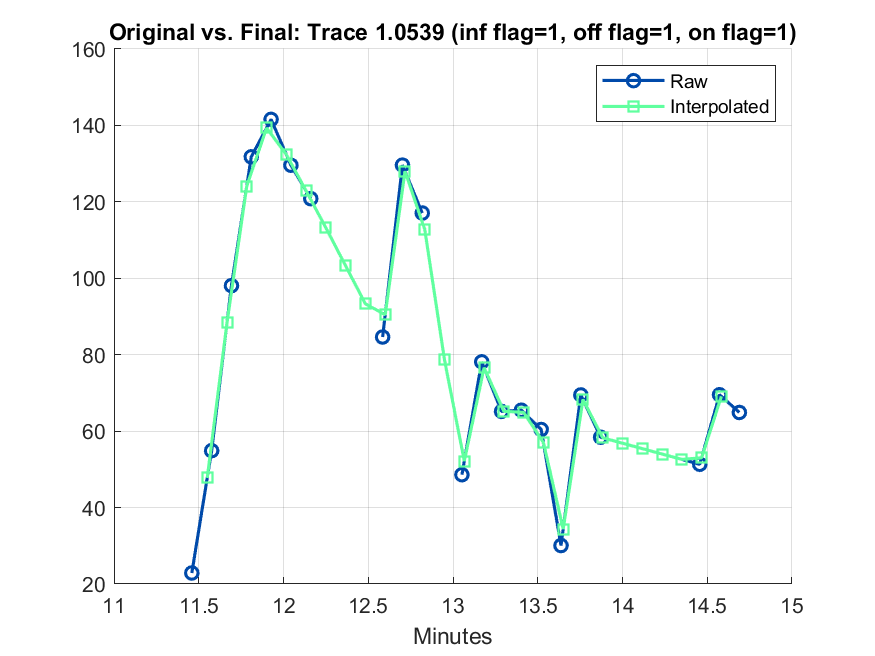 Original vs. Final: Trace 1.0539 (inf flag=1, off flag=1, on flag=1)
Raw
Interpolated
160
140
120
100
80
60
40
20
11 11.5 12 12.5 13 13.5 14 14.5 15
Minutes